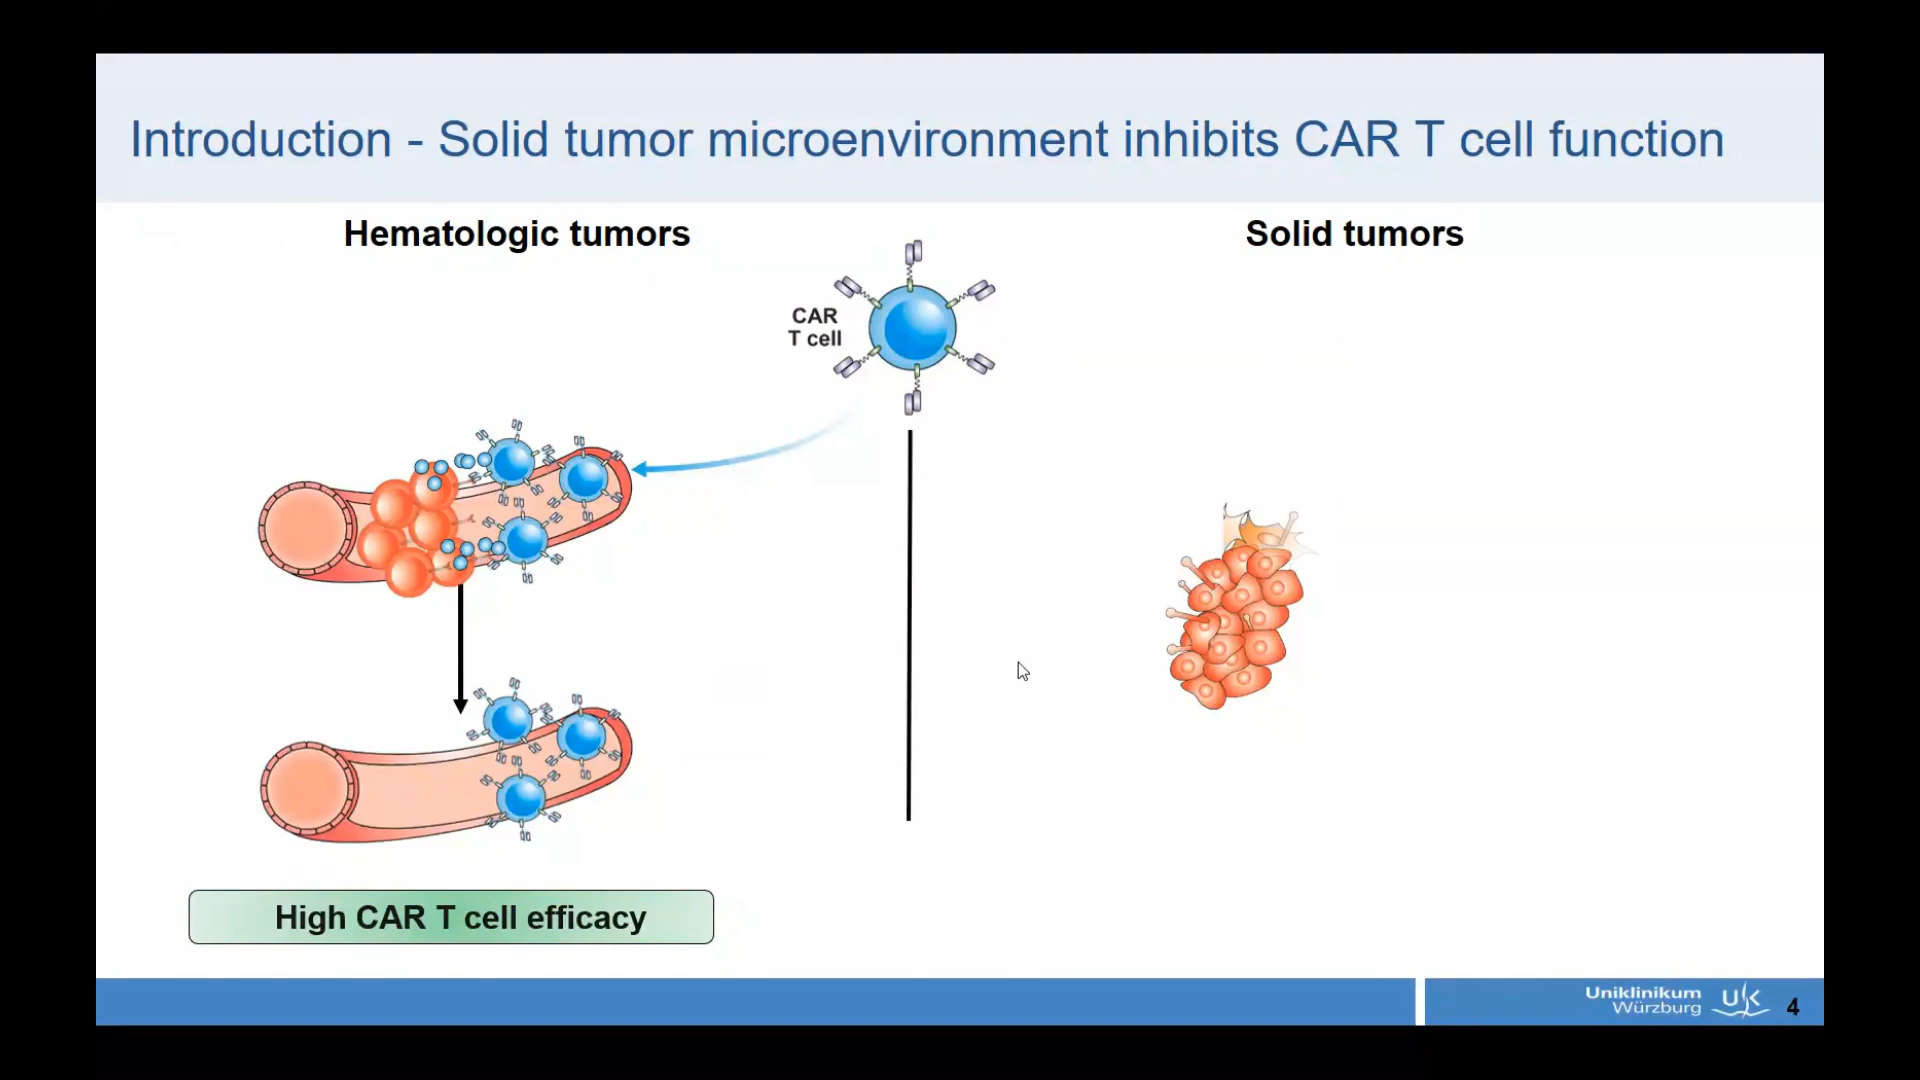 Introduction - Solid tumor microenvironment inhibits CAR T cell function
Hematologic tumors
Solid tumors
CAR
T cell
High CAR T cell efficacy
Uniklinikum
Würzburg
UK
4